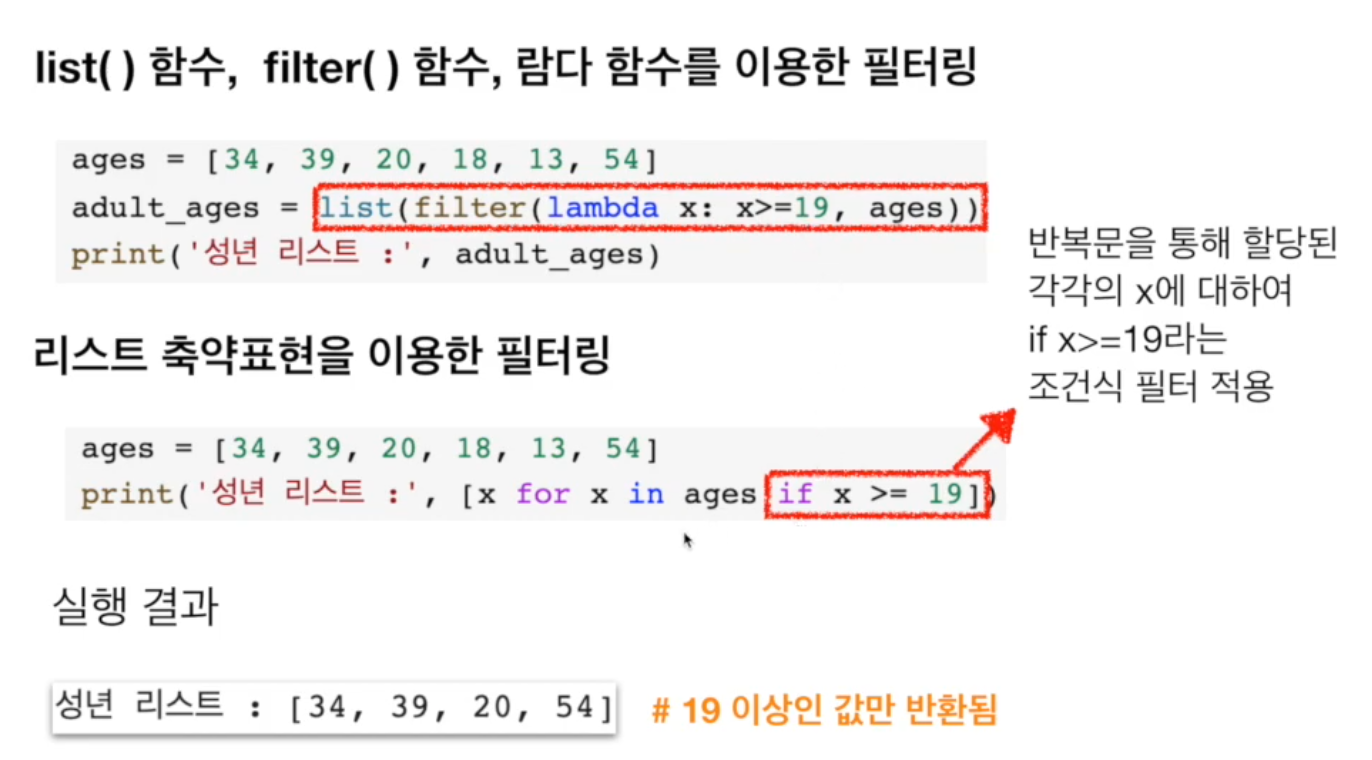 list( ) 함수, filter( ) 함수, 람다 함수를 이용한 필터링
ages = [34, 39, 20, 18, 13, 54]
adult_ages = list(filter(lambda x: x>=19, ages))
print('성년 리스트 :', adult_ages)
반복문을 통해 할당된
각각의 x에 대하여
if x>=19라는
조건식 필터 적용
리스트 축약표현을 이용한 필터링
ages = [34, 39, 20, 18, 13, 54]
print('성년 리스트 :', [x for x in ages if x >= 19])
실행 결과
성년 리스트 : [34, 39, 20, 54]
# 19 이상인 값만 반환됨